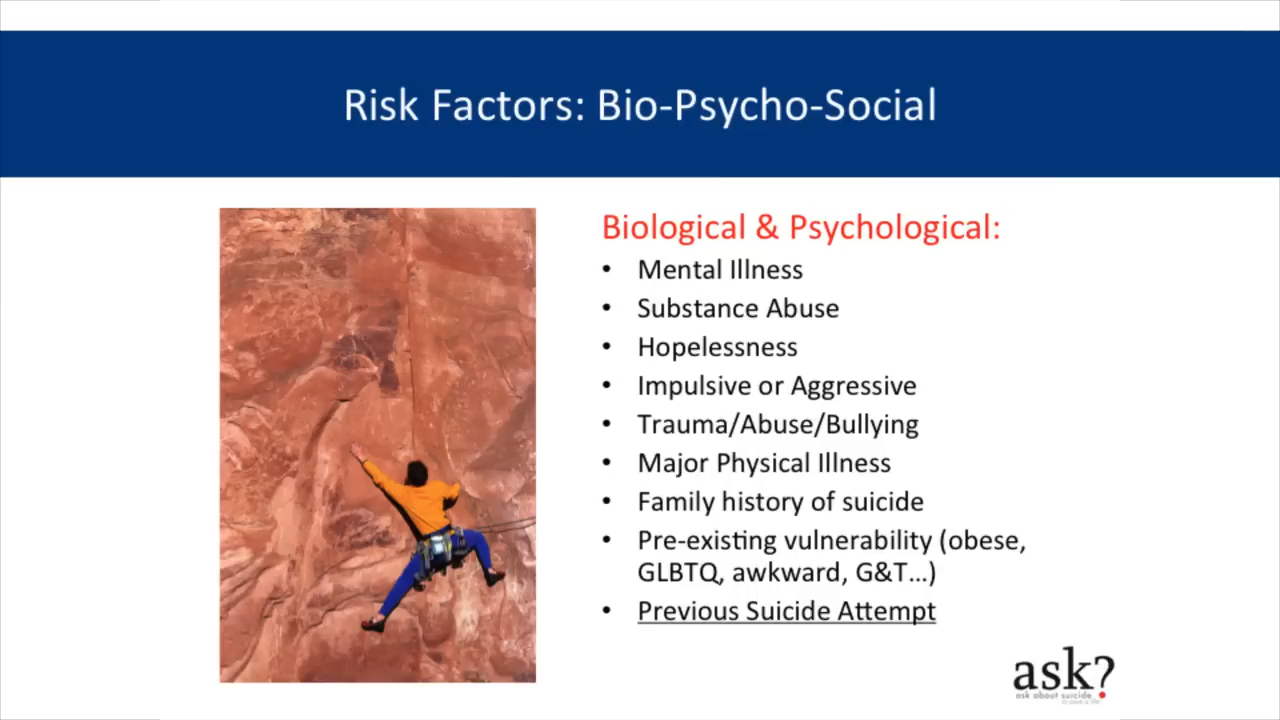 Risk Factors: Bio-Psycho-Social
Biological & Psychological:
• Mental Illness
• Substance Abuse
• Hopelessness
• Impulsive or Aggressive
• Trauma/Abuse/Bullying
• Major Physical Illness
• Family history of suicide
• Pre-existing vulnerability (obese,
GLBTQ, awkward, G&T...)
• Previous Suicide Attempt
ask?
ask about suicide